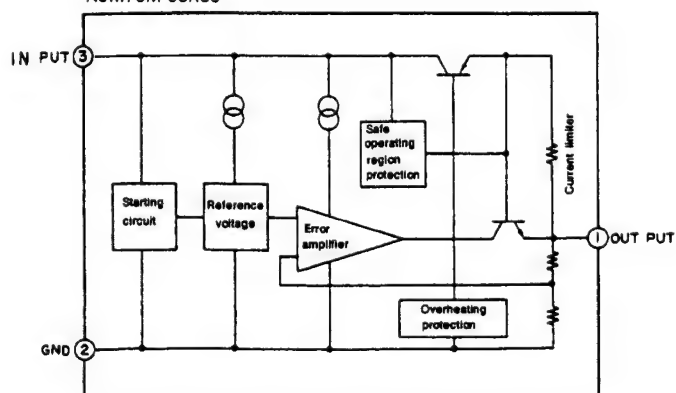 IN PUT 3
Safe
operating
region
protection
Current limiter
Starting
circuit
Reference
voltage
Error
amplifier
1 OUT PUT
Overheating
protection
GND 2